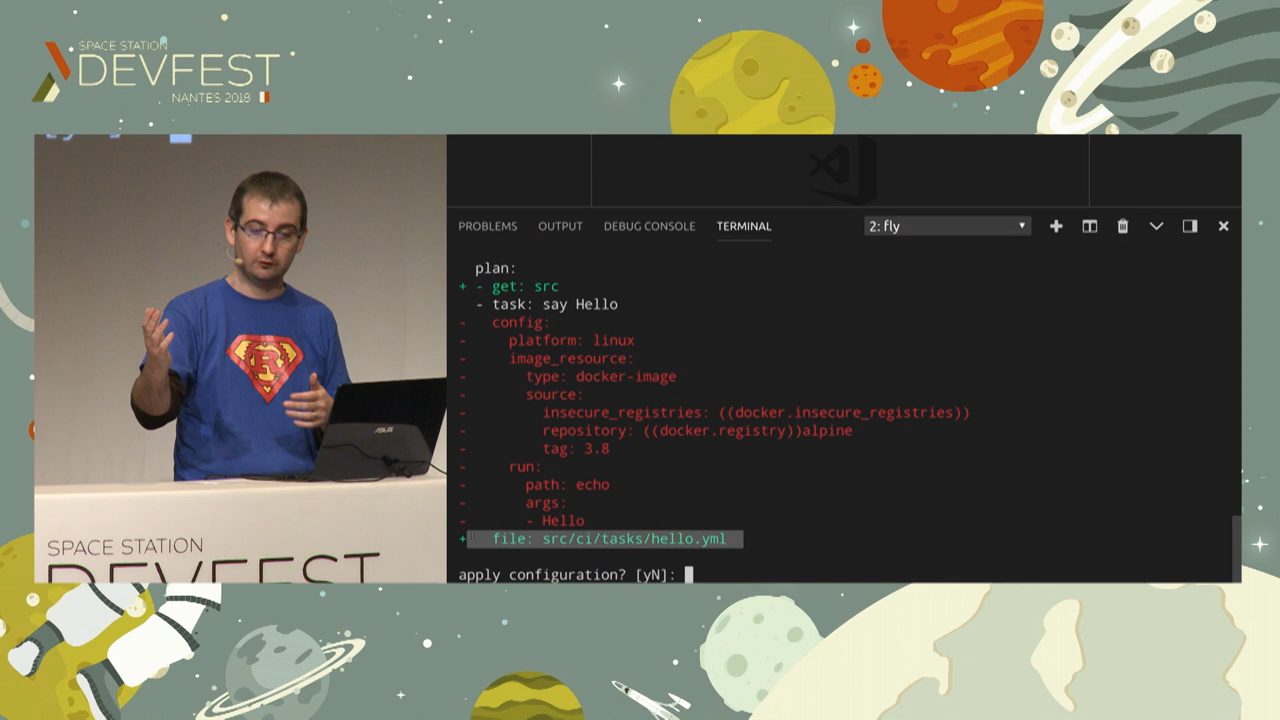 SPACE STATION
DEVFEST
NANTES 2018
PROBLEMS OUTPUT DEBUG CONSOLE TERMINAL 2: fly
plan:
+ - get: src
- task: say Hello
- config:
- platform: linux
- image_resource:
- type: docker-image
- source:
- insecure_registries: ((docker.insecure_registries))
- repository: ((docker.registry))alpine
- tag: 3.8
- run:
- path: echo
- args:
- - Hello
+ file: src/ci/tasks/hello.yml
apply configuration? [yN]:
R
ASUS
SPACE STATION
DEVFEST